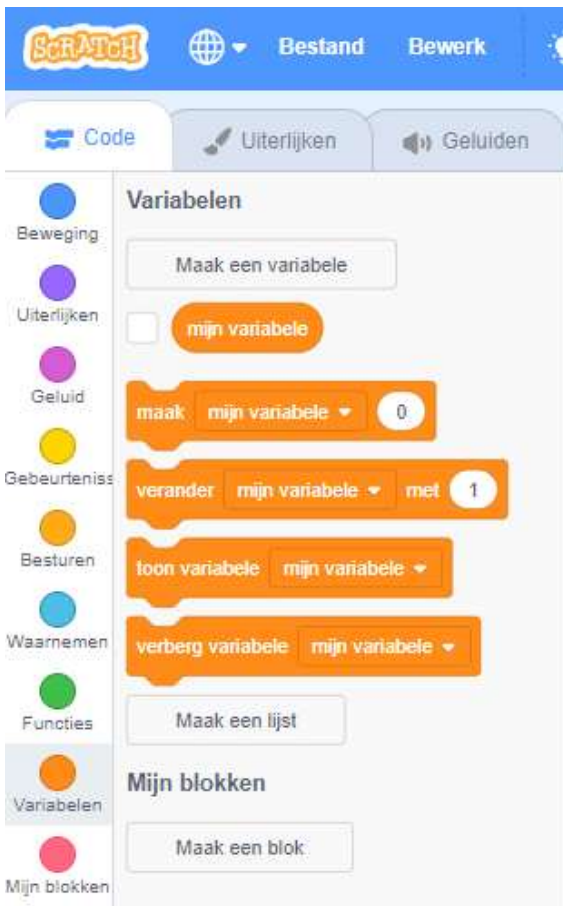 SCRATCH Bestand Bewerk
Code Uiterlijken Geluiden
Beweging
Uiterlijken
Geluid
Gebeurteniss
Besturen
Waarnemen
Functies
Variabelen
Mijn blokken
Variabelen
Maak een variabele
mijn variabele
maak mijn variabele 0
verander mijn variabele met 1
toon variabele mijn variabele
verberg variabele mijn variabele
Maak een lijst
Mijn blokken
Maak een blok